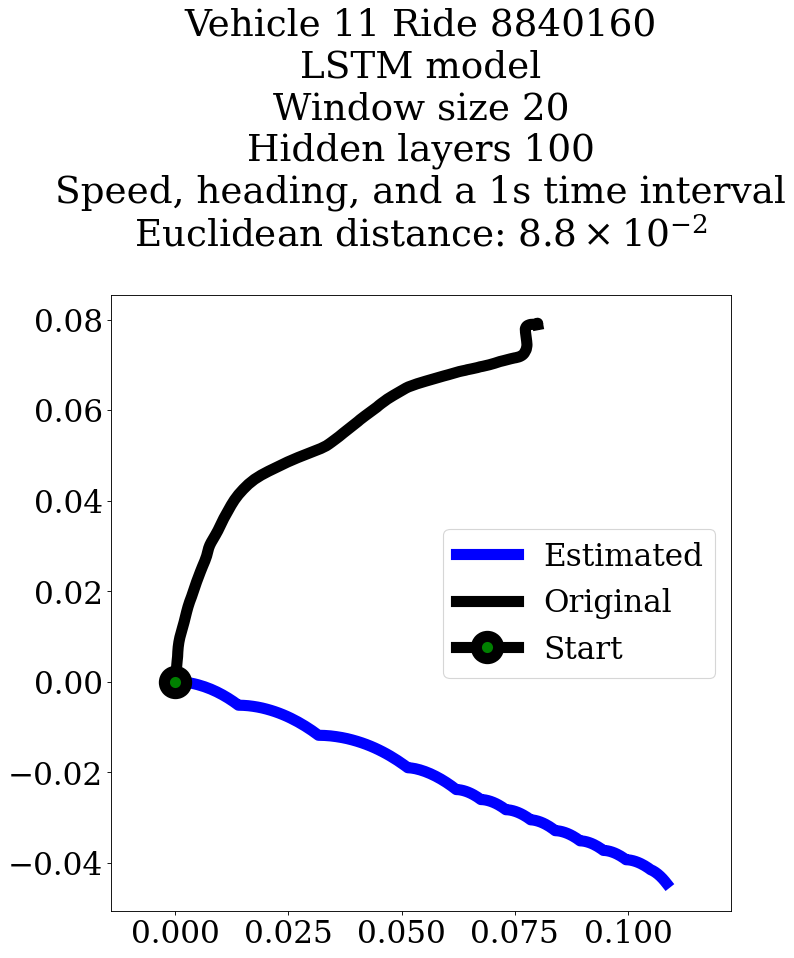 Vehicle 11 Ride 8840160
LSTM model
Window size 20
Hidden layers 100
Speed, heading, and a 1s time interval
Euclidean distance: 8.8 × 10⁻²
0.08
0.06
0.04
0.02
0.00
−0.02
−0.04
Estimated
Original
Start
0.000 0.025 0.050 0.075 0.100